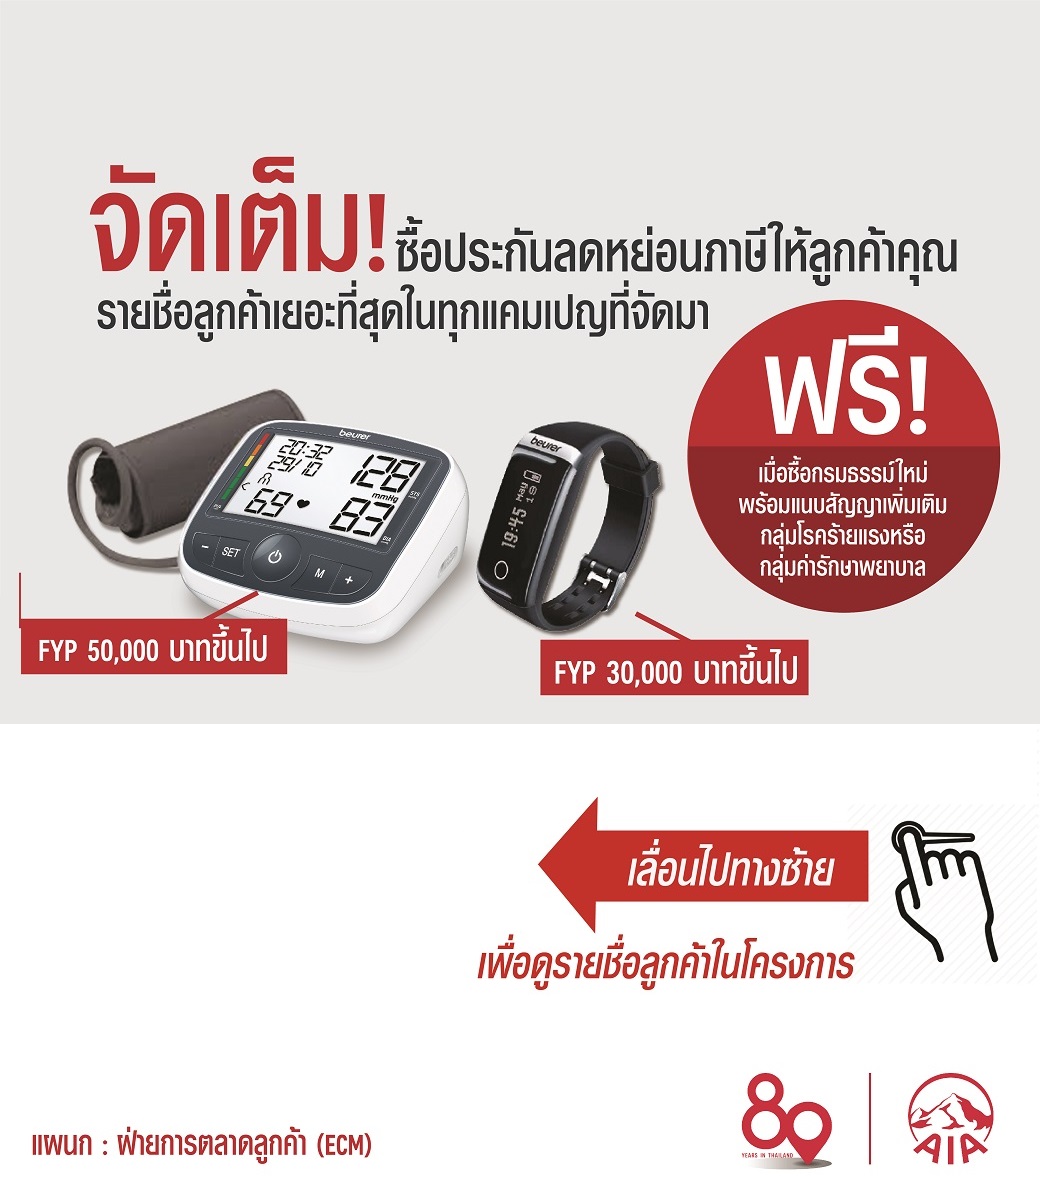 จัดเต็ม! ซื้อประกันลดหย่อนภาษีให้ลูกค้าคุณ
รายชื่อลูกค้าเยอะที่สุดในทุกแคมเปญที่จัดมา
ฟรี!
เมื่อซื้อกรมธรรม์ใหม่
พร้อมแนบสัญญาเพิ่มเติม
กลุ่มโรคร้ายแรงหรือ
กลุ่มค่ารักษาพยาบาล
beurer
20:32
29/10
128
SYS
mmHg
69
83
DIA
- SET M +
beurer
May 19
19:45
FYP 50,000 บาทขึ้นไป
FYP 30,000 บาทขึ้นไป
เลื่อนไปทางซ้าย
เพื่อดูรายชื่อลูกค้าในโครงการ
80
YEARS IN THAILAND
AIA
แผนก : ฝ่ายการตลาดลูกค้า (ECM)